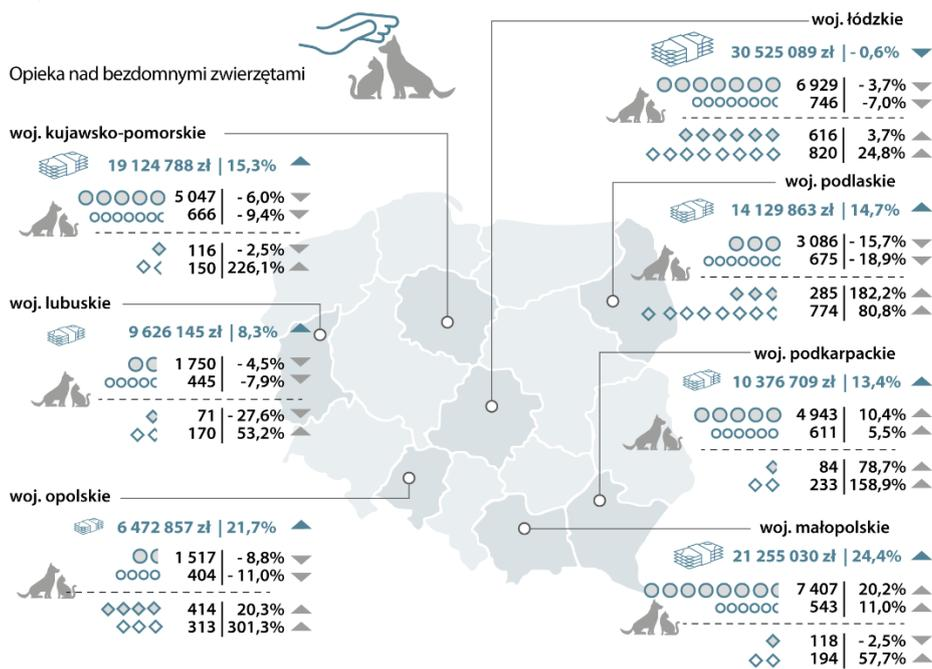 Opieka nad bezdomnymi zwierzętami
woj. kujawsko-pomorskie
19 124 788 zł | 15,3%
5 047 - 6,0%
666 - 9,4%
116 - 2,5%
150 226,1%
woj. lubuskie
9 626 145 zł | 8,3%
1 750 - 4,5%
445 -7,9%
71 - 27,6%
170 53,2%
woj. opolskie
6 472 857 zł | 21,7%
1 517 - 8,8%
404 - 11,0%
414 20,3%
313 301,3%
woj. łódzkie
30 525 089 zł | - 0,6%
6 929 - 3,7%
746 -7,0%
616 3,7%
820 24,8%
woj. podlaskie
14 129 863 zł | 14,7%
3 086 - 15,7%
675 - 18,9%
285 182,2%
774 80,8%
woj. podkarpackie
10 376 709 zł | 13,4%
4 943 10,4%
611 5,5%
84 78,7%
233 158,9%
woj. małopolskie
21 255 030 zł | 24,4%
7 407 20,2%
543 11,0%
118 - 2,5%
194 57,7%